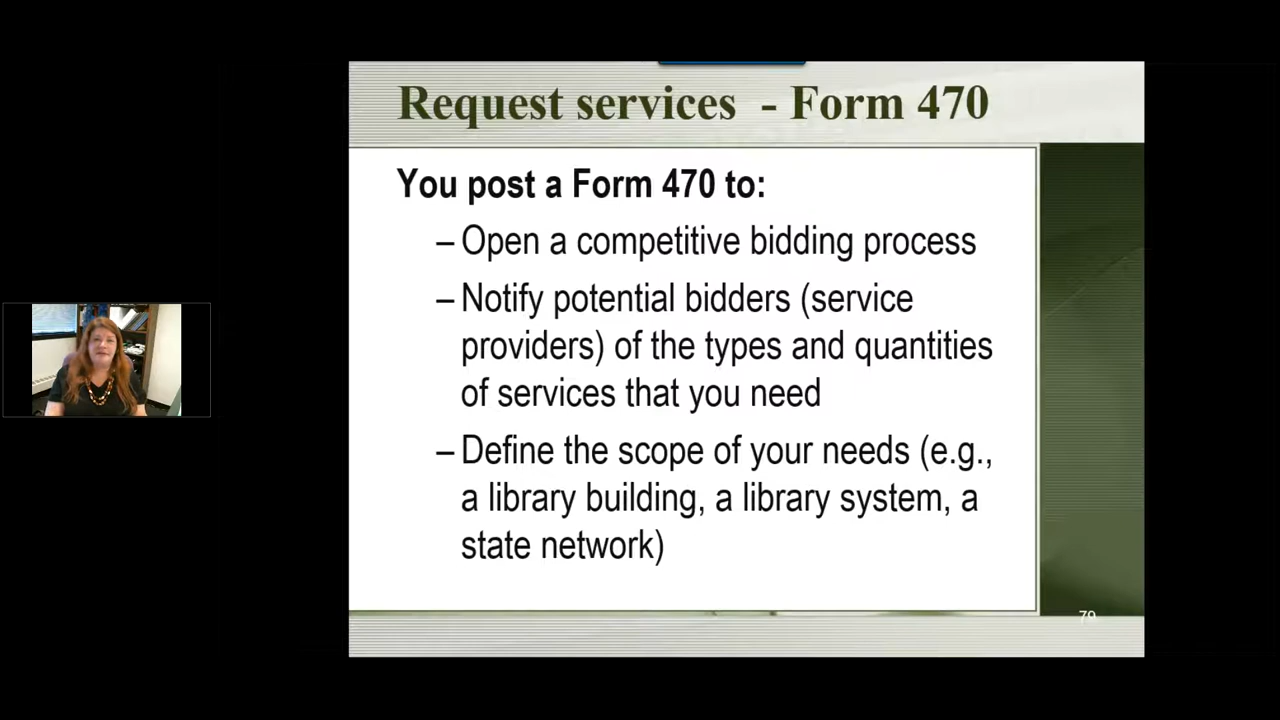 Request services - Form 470
You post a Form 470 to:
– Open a competitive bidding process
– Notify potential bidders (service
providers) of the types and quantities
of services that you need
– Define the scope of your needs (e.g.,
a library building, a library system, a
state network)
79